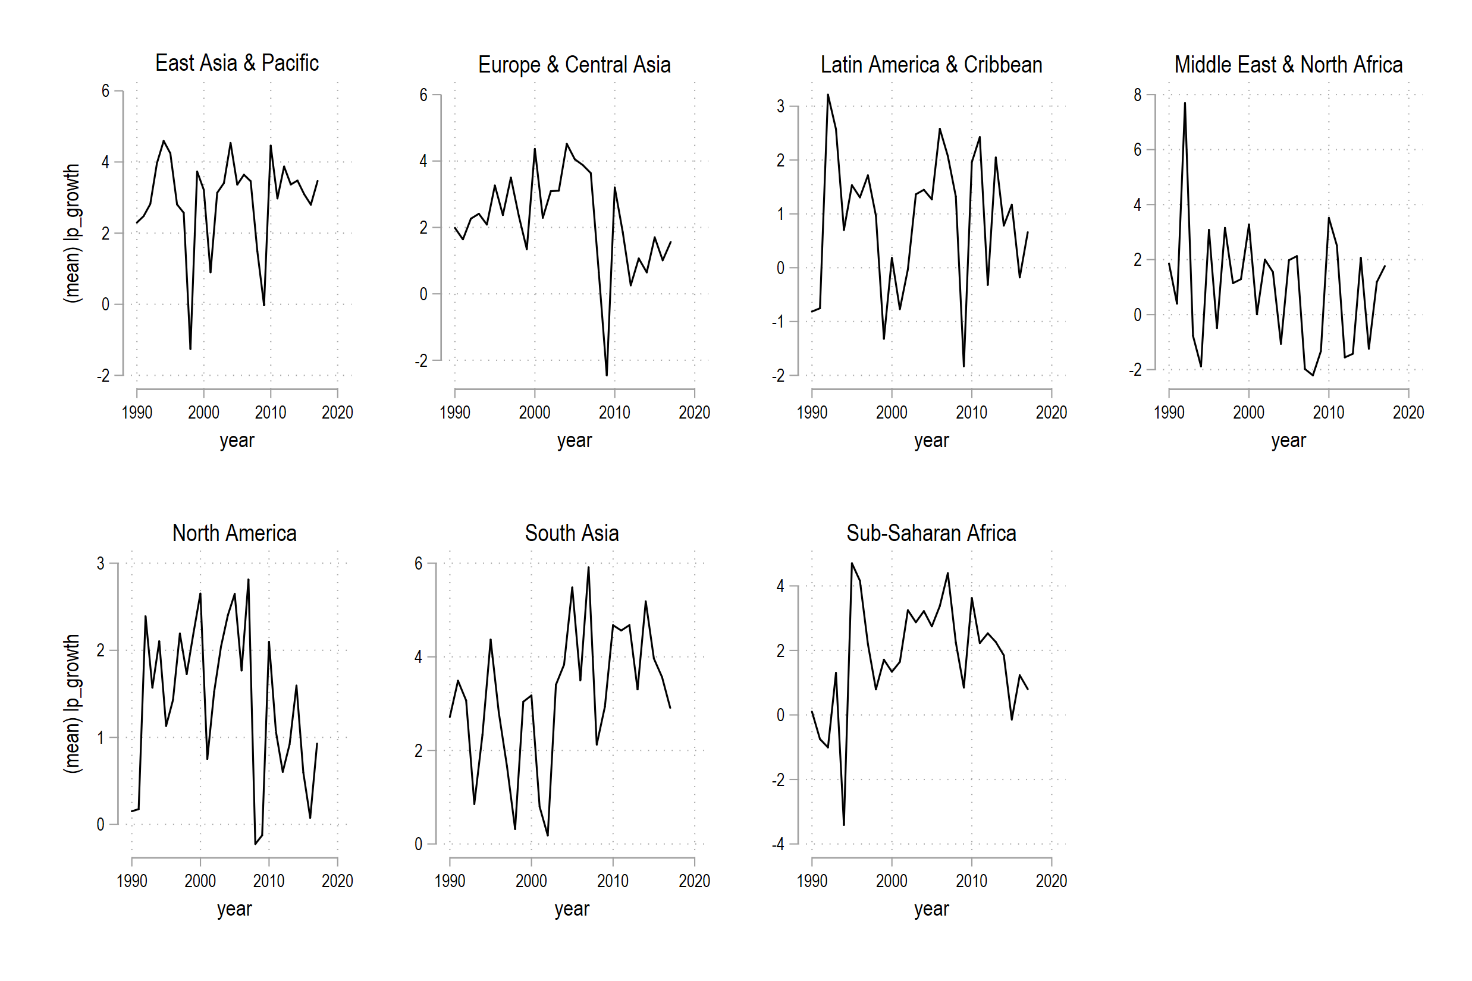 East Asia & Pacific
6
4
2
0
-2
(mean) lp_growth
1990 2000 2010 2020
year
Europe & Central Asia
6
4
2
0
-2
1990 2000 2010 2020
year
Latin America & Cribbean
3
2
1
0
-1
-2
1990 2000 2010 2020
year
Middle East & North Africa
8
6
4
2
0
-2
1990 2000 2010 2020
year
North America
3
2
1
0
(mean) lp_growth
1990 2000 2010 2020
year
South Asia
6
4
2
0
1990 2000 2010 2020
year
Sub-Saharan Africa
4
2
0
-2
-4
1990 2000 2010 2020
year